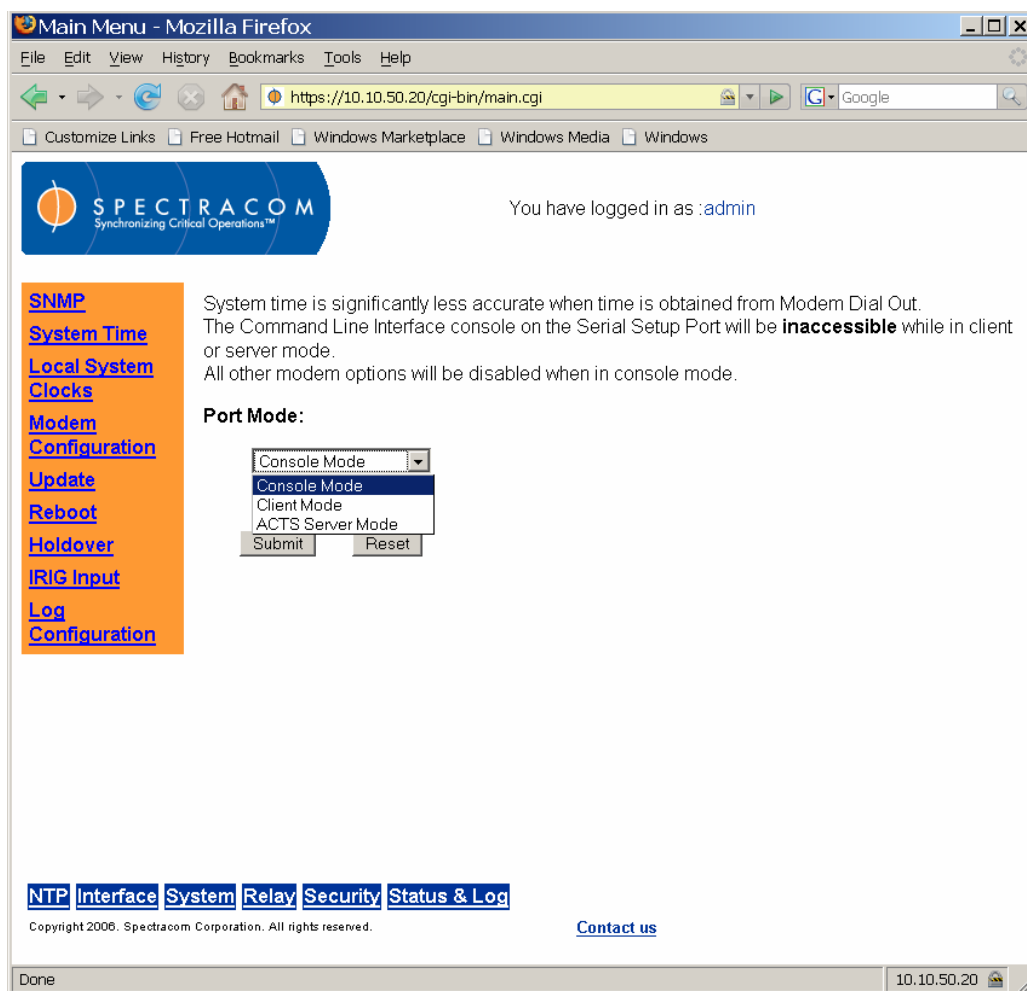 Main Menu - Mozilla Firefox
File Edit View History Bookmarks Tools Help
https://10.10.50.20/cgi-bin/main.cgi
G Google
Customize Links Free Hotmail Windows Marketplace Windows Media Windows
SPECTRACOM
Synchronizing Critical Operations™
You have logged in as :admin
SNMP
System Time
Local System
Clocks
Modem
Configuration
Update
Reboot
Holdover
IRIG Input
Log
Configuration
System time is significantly less accurate when time is obtained from Modem Dial Out.
The Command Line Interface console on the Serial Setup Port will be inaccessible while in client
or server mode.
All other modem options will be disabled when in console mode.
Port Mode:
Console Mode
Console Mode
Client Mode
ACTS Server Mode
Submit Reset
NTP Interface System Relay Security Status & Log
Copyright 2006. Spectracom Corporation. All rights reserved.
Contact us
Done
10.10.50.20